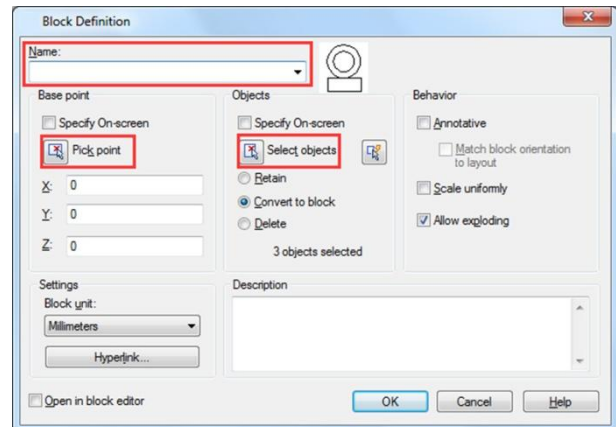 Block Definition
Name:
Base point
Specify On-screen
Pick point
X: 0
Y: 0
Z: 0
Objects
Specify On-screen
Select objects
Retain
Convert to block
Delete
3 objects selected
Behavior
Annotative
Match block orientation
to layout
Scale uniformly
Allow exploding
Settings
Block unit:
Millimeters
Hyperlink...
Description
Open in block editor
OK
Cancel
Help